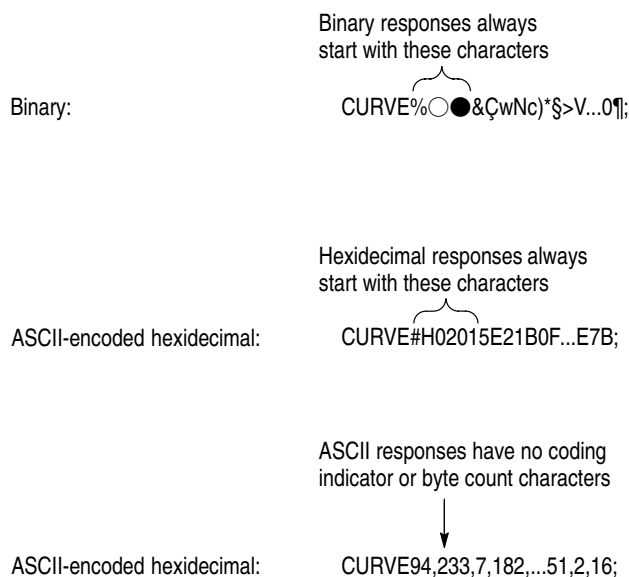 Binary responses always
start with these characters
Binary: CURVE%○●&ÇwNc)*§>V...0¶;
Hexidecimal responses always
start with these characters
ASCII-encoded hexidecimal: CURVE#H02015E21B0F...E7B;
ASCII responses have no coding
indicator or byte count characters
ASCII-encoded hexidecimal: CURVE94,233,7,182,...51,2,16;